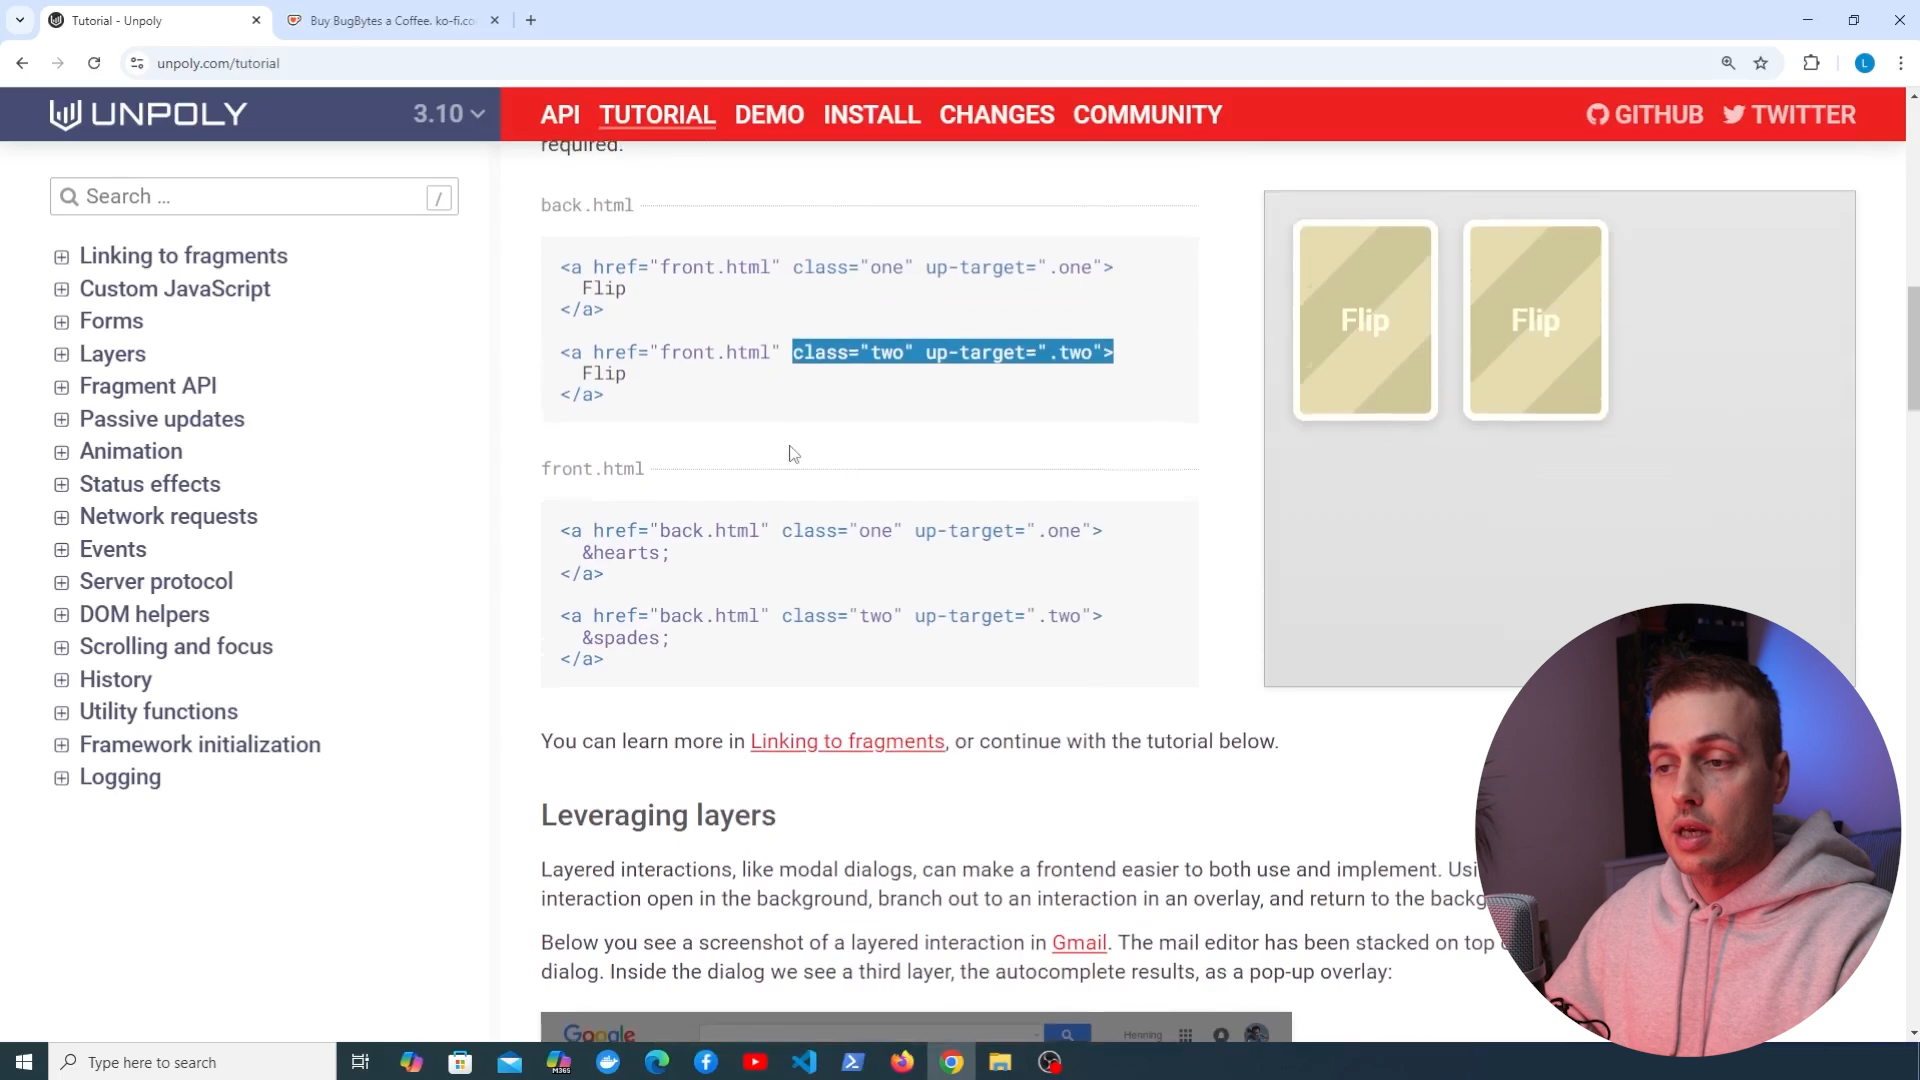 Tutorial - Unpoly
Buy BugBytes a Coffee. ko-fi.co
unpoly.com/tutorial
L
UNPOLY
3.10
API TUTORIAL DEMO INSTALL CHANGES COMMUNITY
GITHUB TWITTER
Search ...
/
Linking to fragments
Custom JavaScript
Forms
Layers
Fragment API
Passive updates
Animation
Status effects
Network requests
Events
Server protocol
DOM helpers
Scrolling and focus
History
Utility functions
Framework initialization
Logging
required.
back.html
<a href="front.html" class="one" up-target=".one">
Flip
</a>
<a href="front.html" class="two" up-target=".two">
Flip
</a>
front.html
<a href="back.html" class="one" up-target=".one">
&hearts;
</a>
<a href="back.html" class="two" up-target=".two">
&spades;
</a>
Flip Flip
You can learn more in Linking to fragments, or continue with the tutorial below.
Leveraging layers
Layered interactions, like modal dialogs, can make a frontend easier to both use and implement. Usi
interaction open in the background, branch out to an interaction in an overlay, and return to the backg
Below you see a screenshot of a layered interaction in Gmail. The mail editor has been stacked on top
dialog. Inside the dialog we see a third layer, the autocomplete results, as a pop-up overlay:
Google
Henning
Type here to search
M365